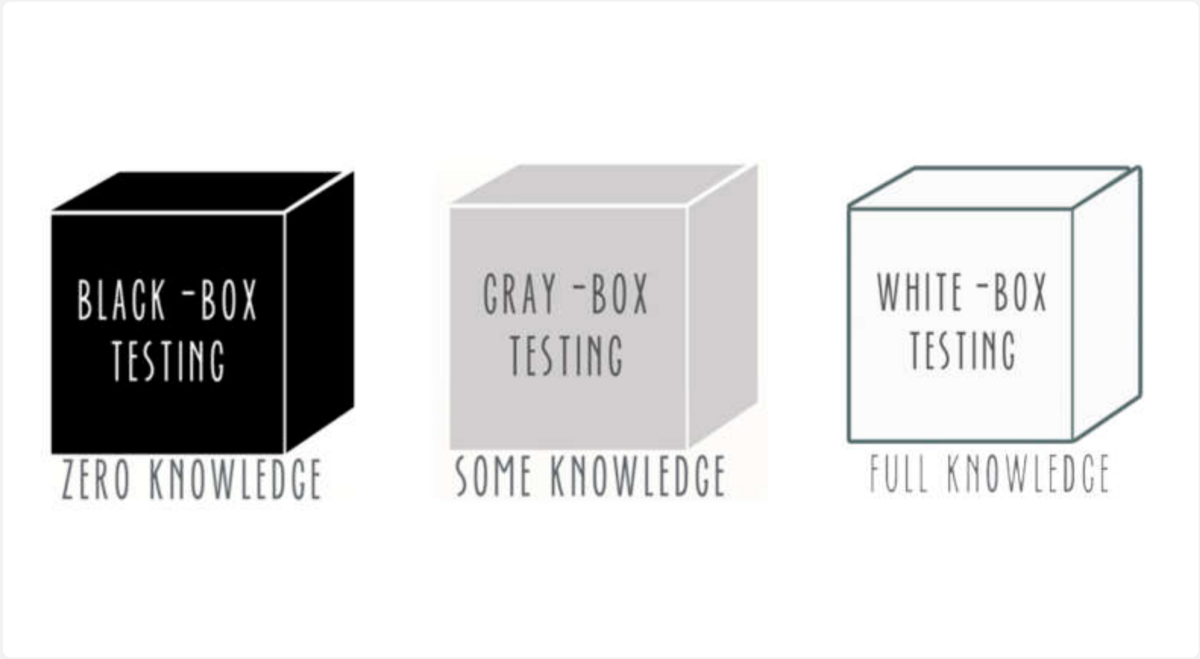 BLACK -BOX
TESTING
ZERO KNOWLEDGE
GRAY -BOX
TESTING
SOME KNOWLEDGE
WHITE -BOX
TESTING
FULL KNOWLEDGE